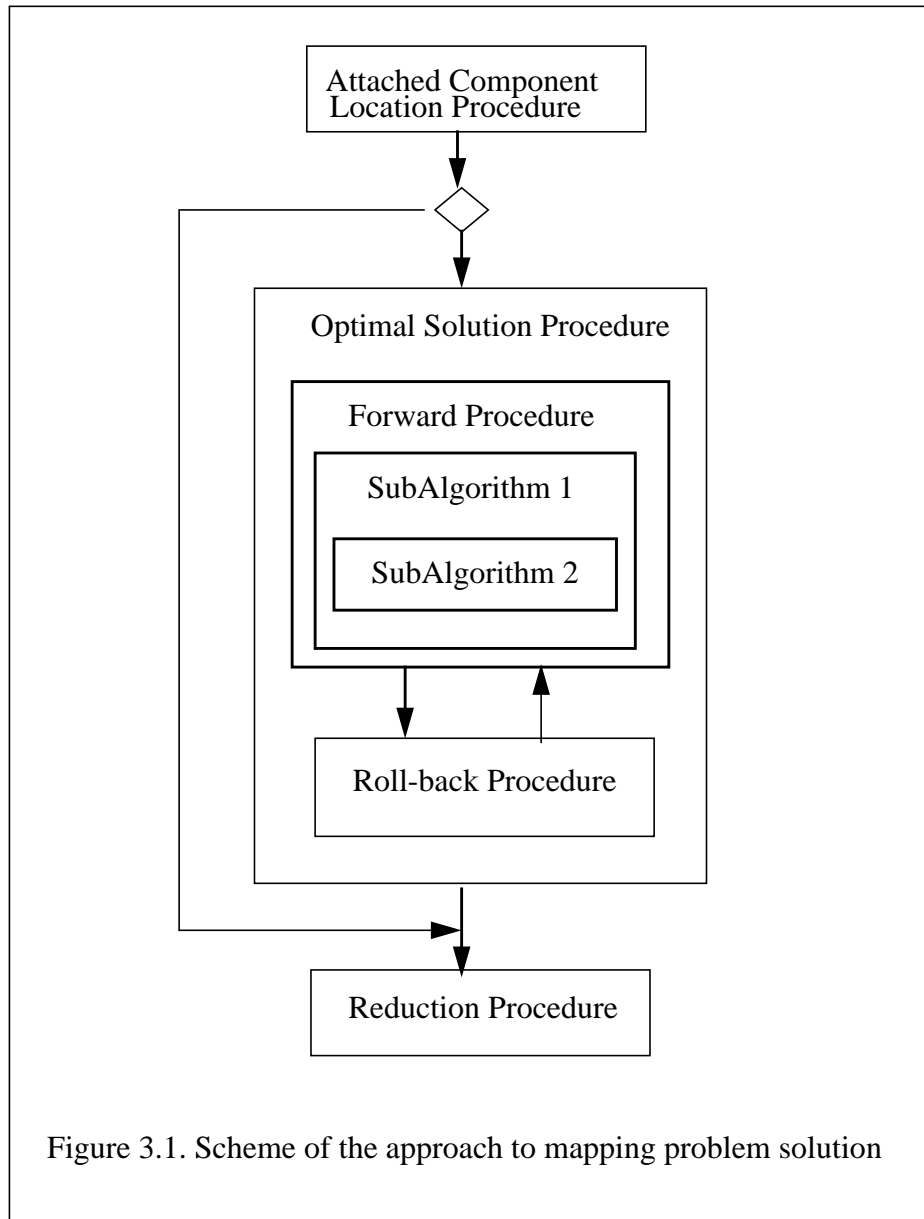 Attached Component
Location Procedure
Optimal Solution Procedure
Forward Procedure
SubAlgorithm 1
SubAlgorithm 2
Roll-back Procedure
Reduction Procedure
Figure 3.1. Scheme of the approach to mapping problem solution